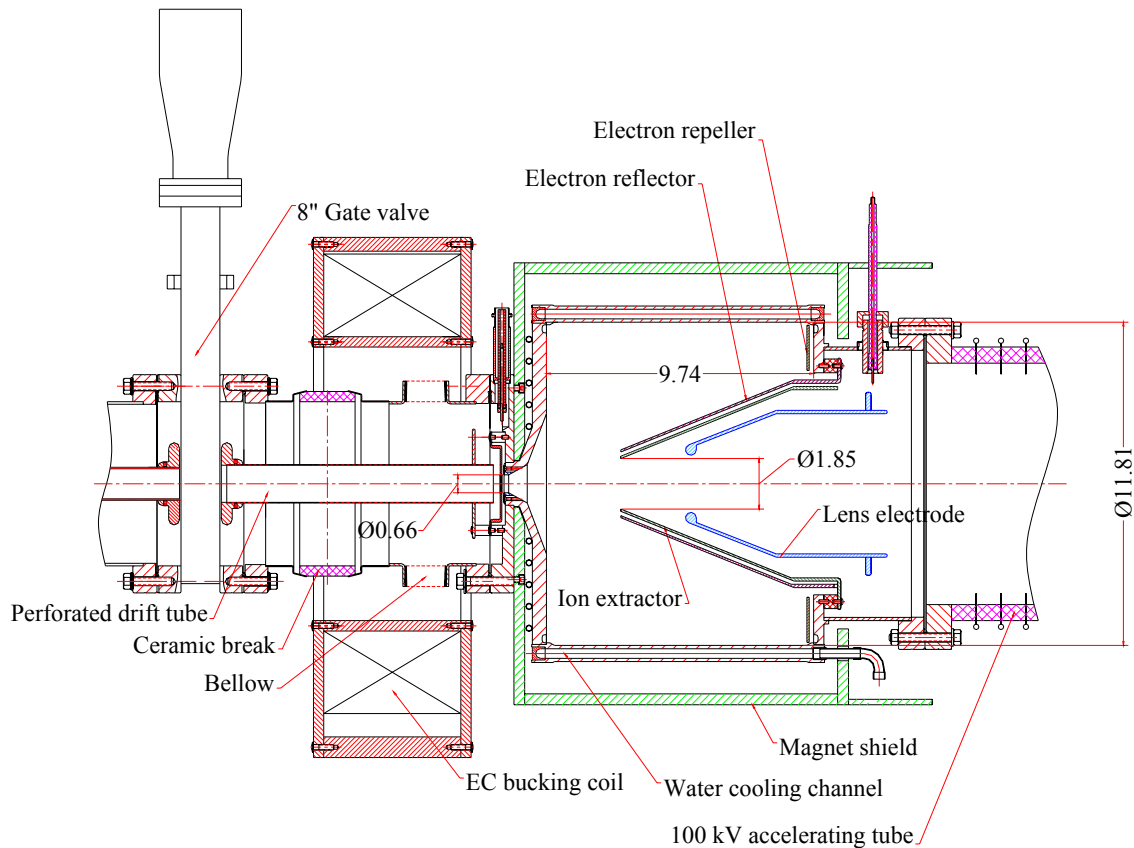 Electron repeller
Electron reflector
8" Gate valve
9.74
Ø1.85
Ø11.81
Ø0.66
Lens electrode
Ion extractor
Perforated drift tube
Ceramic break
Bellow
Magnet shield
EC bucking coil
Water cooling channel
100 kV accelerating tube